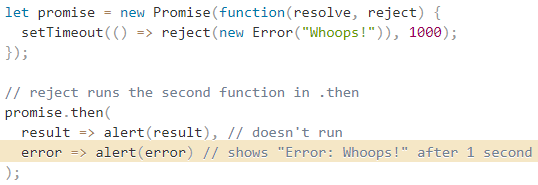 let promise = new Promise(function(resolve, reject) {
  setTimeout(() => reject(new Error("Whoops!")), 1000);
});

// reject runs the second function in .then
promise.then(
  result => alert(result), // doesn't run
  error => alert(error) // shows "Error: Whoops!" after 1 second
);